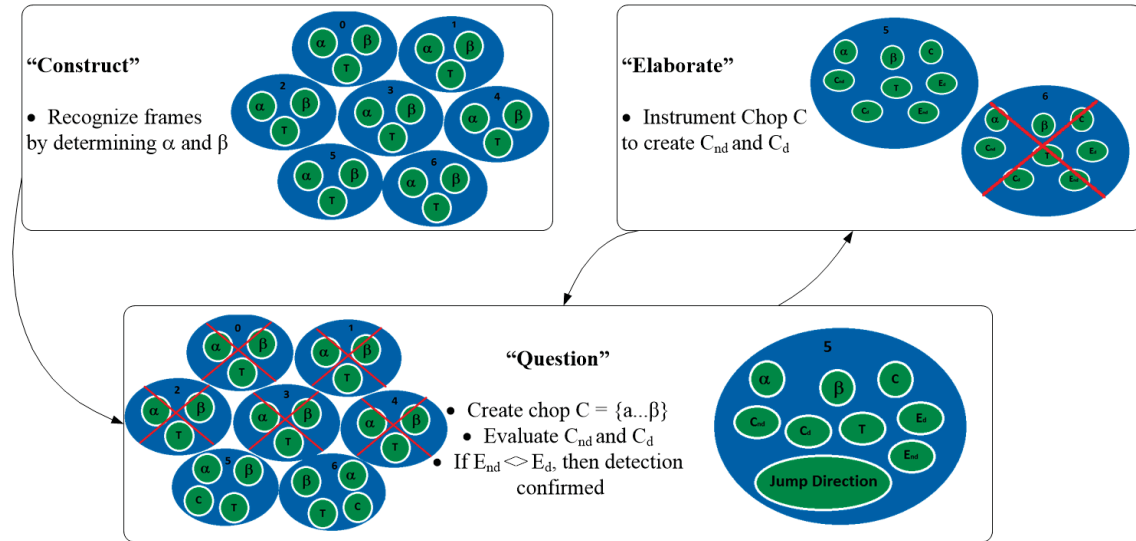 “Construct”
• Recognize frames
by determining α and β
0
α β
T
1
α β
T
2
α β
T
3
α β
T
4
α β
T
5
α β
T
6
α β
T
“Elaborate”
• Instrument Chop C
to create Cnd and Cd
5
α β C
Cnd T Ed
Cd End
6
α β C
Cnd T Ed
Cd End
“Question”
• Create chop C = {a...β}
• Evaluate Cnd and Cd
• If End <> Ed, then detection
confirmed
0
α β
T
1
α β
T
2
α β
T
3
α β
T
4
α β
T
5
α β
C T
6
β α
T C
5
α β C
Cnd Cd T Ed
End
Jump Direction